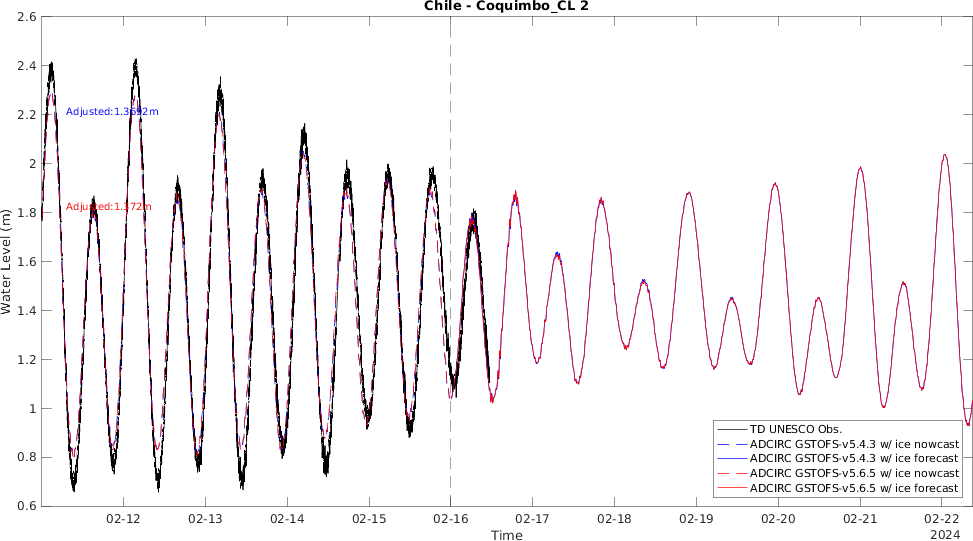 Chile - Coquimbo_CL 2
2.6
2.4
2.2
2
1.8
1.6
1.4
1.2
1
0.8
0.6
Water Level (m)
Adjusted:1.3692m
Adjusted:1.372m
TD UNESCO Obs.
ADCIRC GSTOFS-v5.4.3 w/ ice nowcast
ADCIRC GSTOFS-v5.4.3 w/ ice forecast
ADCIRC GSTOFS-v5.6.5 w/ ice nowcast
ADCIRC GSTOFS-v5.6.5 w/ ice forecast
02-12 02-13 02-14 02-15 02-16 02-17 02-18 02-19 02-20 02-21 02-22
Time
2024